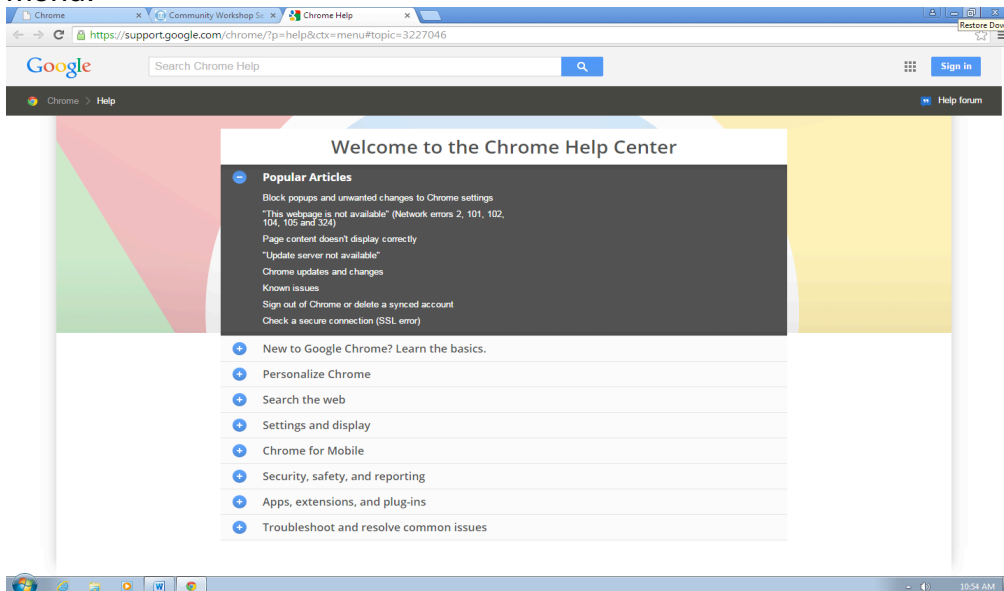 Chrome
Community Workshop Se
Chrome Help
Restore Dow
https://support.google.com/chrome/?p=help&ctx=menu#topic=3227046
Google
Search Chrome Help
Sign in
Chrome > Help
Help forum
Welcome to the Chrome Help Center
Popular Articles
Block popups and unwanted changes to Chrome settings
"This webpage is not available" (Network errors 2, 101, 102,
104, 105 and 324)
Page content doesn't display correctly
"Update server not available"
Chrome updates and changes
Known issues
Sign out of Chrome or delete a synced account
Check a secure connection (SSL error)
New to Google Chrome? Learn the basics.
Personalize Chrome
Search the web
Settings and display
Chrome for Mobile
Security, safety, and reporting
Apps, extensions, and plug-ins
Troubleshoot and resolve common issues
W
10:54 AM